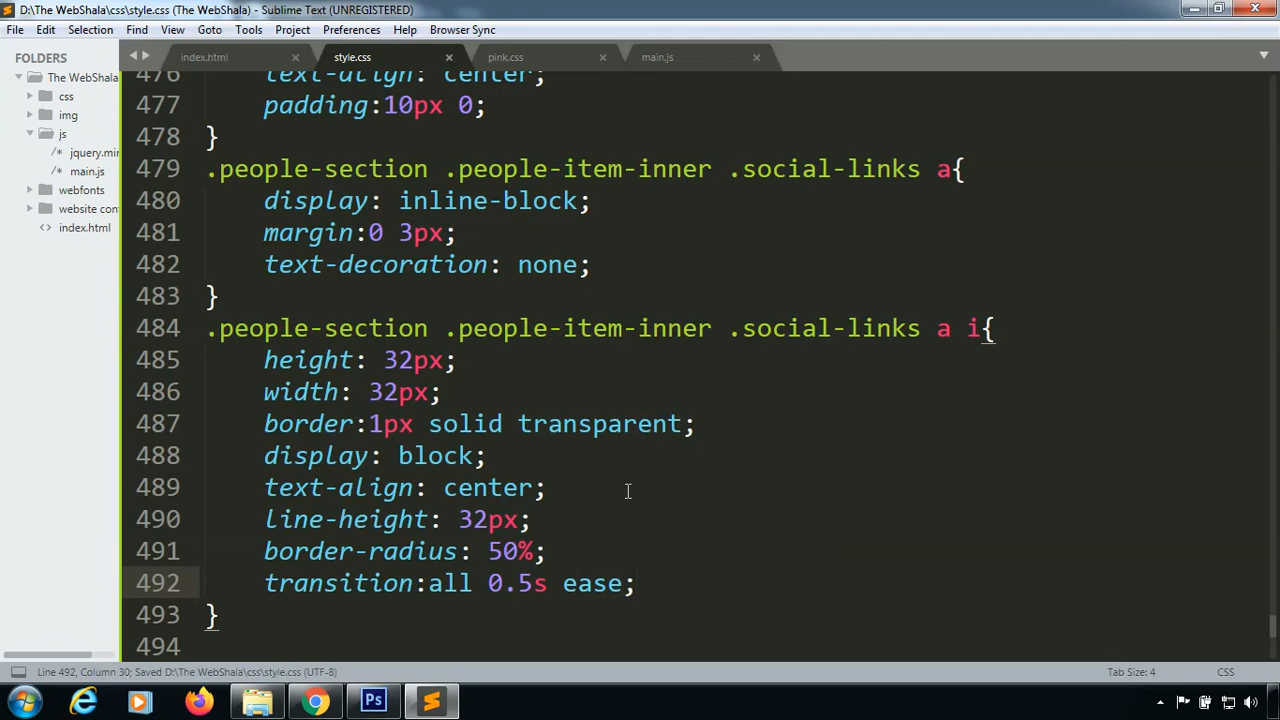 D:\The WebShala\css\style.css (The WebShala) - Sublime Text (UNREGISTERED)
File Edit Selection Find View Goto Tools Project Preferences Help Browser Sync
FOLDERS
The WebShala
css
img
js
jquery.mir
main.js
webfonts
website con
index.html
index.html style.css pink.css main.js
476 text-align: center;
477 padding:10px 0;
478 }
479 .people-section .people-item-inner .social-links a{
480 display: inline-block;
481 margin:0 3px;
482 text-decoration: none;
483 }
484 .people-section .people-item-inner .social-links a i{
485 height: 32px;
486 width: 32px;
487 border:1px solid transparent;
488 display: block;
489 text-align: center;
490 line-height: 32px;
491 border-radius: 50%;
492 transition:all 0.5s ease;
493 }
494
Line 492, Column 30; Saved D:\The WebShala\css\style.css (UTF-8) Tab Size: 4 CSS
Ps